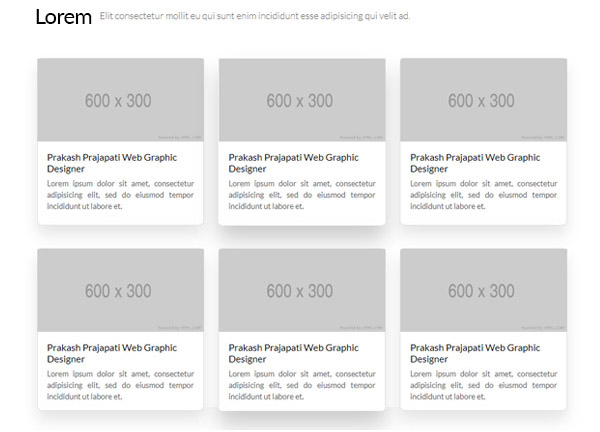 Lorem Elit consectetur mollit eu qui sunt enim incididunt esse adipisicing qui velit ad.
600 x 300
600 x 300
600 x 300
Prakash Prajapati Web Graphic
Designer
Lorem ipsum dolor sit amet, consectetur
adipisicing elit, sed do eiusmod tempor
incididunt ut labore et.
Prakash Prajapati Web Graphic
Designer
Lorem ipsum dolor sit amet, consectetur
adipisicing elit, sed do eiusmod tempor
incididunt ut labore et.
Prakash Prajapati Web Graphic
Designer
Lorem ipsum dolor sit amet, consectetur
adipisicing elit, sed do eiusmod tempor
incididunt ut labore et.
600 x 300
600 x 300
600 x 300
Prakash Prajapati Web Graphic
Designer
Lorem ipsum dolor sit amet, consectetur
adipisicing elit, sed do eiusmod tempor
incididunt ut labore et.
Prakash Prajapati Web Graphic
Designer
Lorem ipsum dolor sit amet, consectetur
adipisicing elit, sed do eiusmod tempor
incididunt ut labore et.
Prakash Prajapati Web Graphic
Designer
Lorem ipsum dolor sit amet, consectetur
adipisicing elit, sed do eiusmod tempor
incididunt ut labore et.